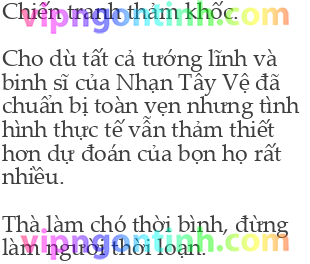 Chiến tranh thảm khốc.
vipngontinh.com
Cho dù tất cả tướng lĩnh và
binh sĩ của Nhạn Tây Vệ đã
chuẩn bị toàn vẹn nhưng tình
hình thực tế vẫn thảm thiết
hơn dự đoán của bọn họ rất
nhiều.
Thà làm chó thời bình, đừng
làm người thời loạn.
vipngontinh.com